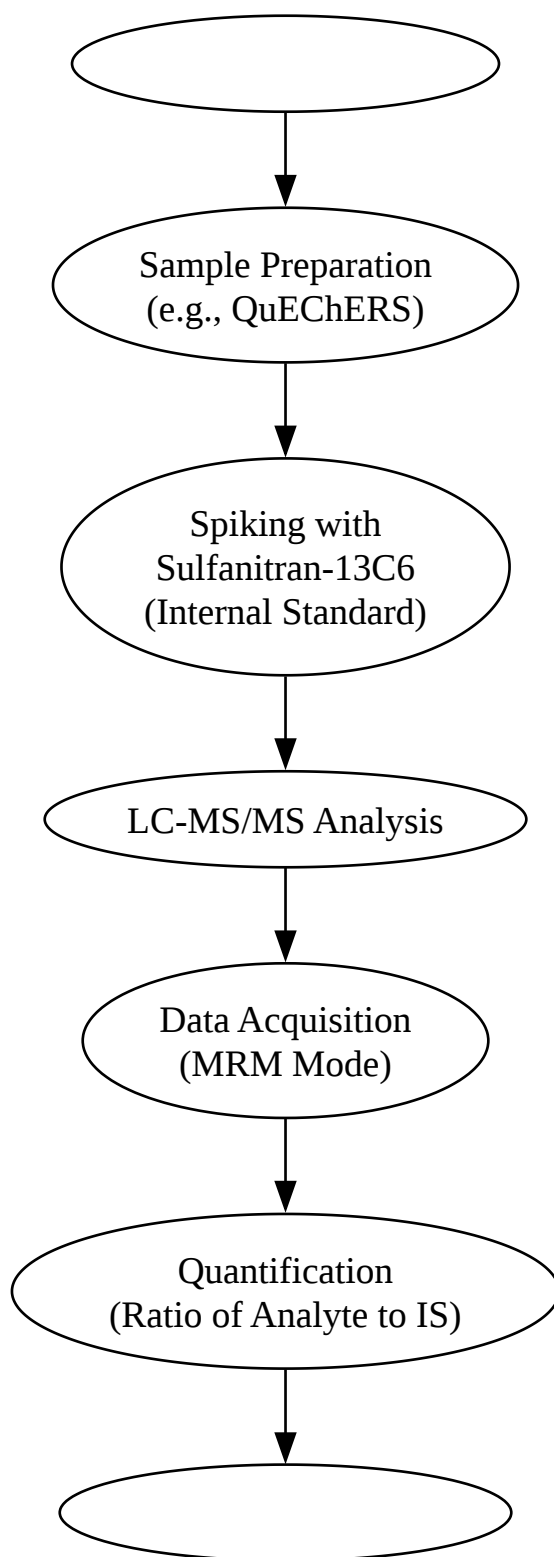 Sample Preparation
(e.g., QuEChERS)
Spiking with
Sulfanitran-13C6
(Internal Standard)
LC-MS/MS Analysis
Data Acquisition
(MRM Mode)
Quantification
(Ratio of Analyte to IS)